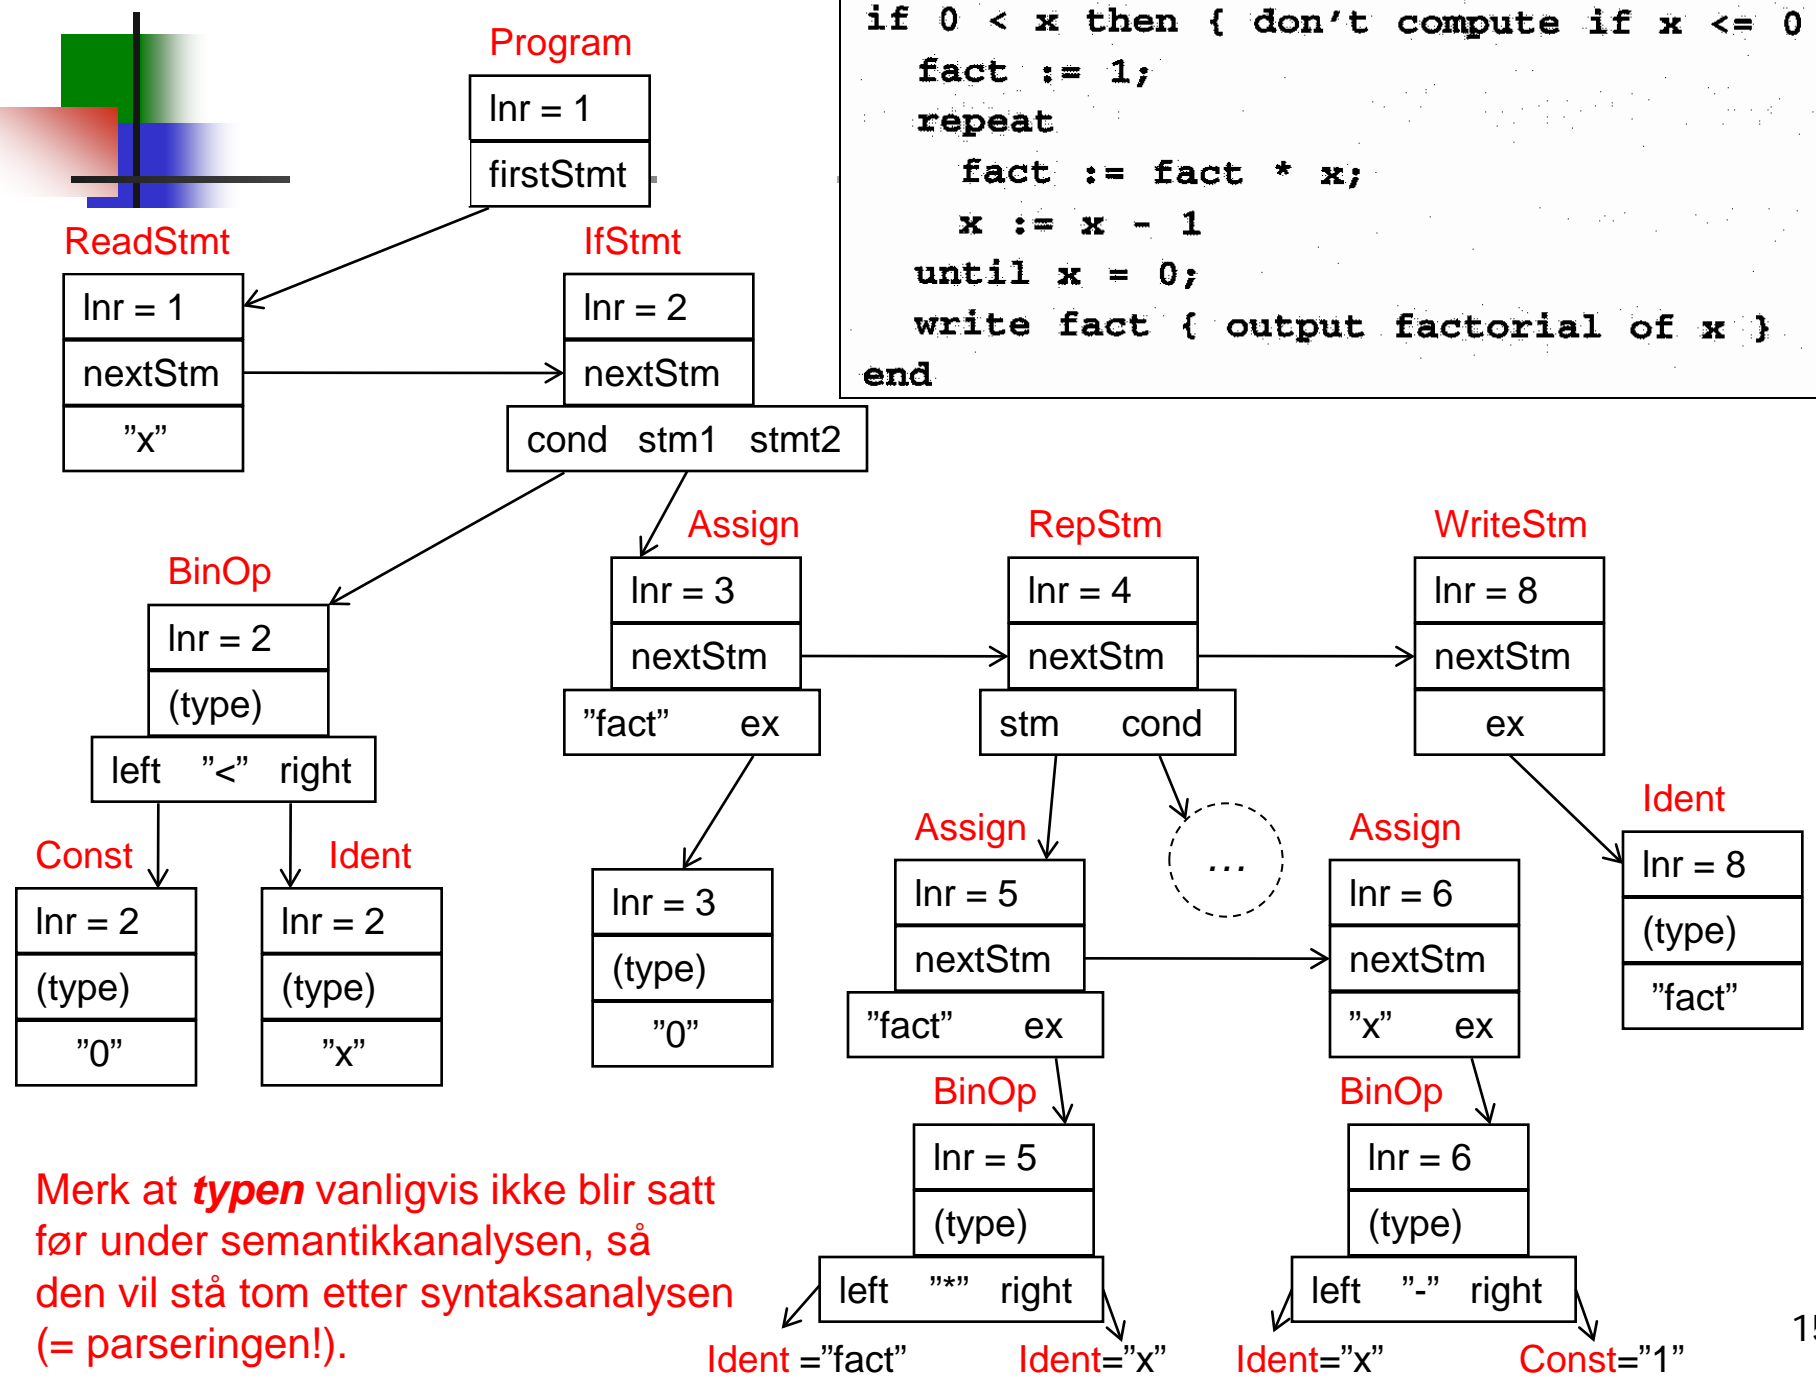 if 0 < x then { don't compute if x <= 0
fact := 1;
repeat
fact := fact * x;
x := x - 1
until x = 0;
write fact { output factorial of x }
end
Program
lnr = 1
firstStmt
ReadStmt
lnr = 1
nextStm
”x”
IfStmt
lnr = 2
nextStm
cond stm1 stmt2
BinOp
lnr = 2
(type)
left ”<” right
Const
lnr = 2
(type)
”0”
Ident
lnr = 2
(type)
”x”
Assign
lnr = 3
nextStm
”fact” ex
lnr = 3
(type)
”0”
RepStm
lnr = 4
nextStm
stm cond
...
WriteStm
lnr = 8
nextStm
ex
Ident
lnr = 8
(type)
”fact”
Assign
lnr = 5
nextStm
”fact” ex
BinOp
lnr = 5
(type)
left ”*” right
Ident =”fact”
Ident=”x”
Assign
lnr = 6
nextStm
”x” ex
BinOp
lnr = 6
(type)
left ”-” right
Ident=”x”
Const=”1”
Merk at typen vanligvis ikke blir satt
før under semantikkanalysen, så
den vil stå tom etter syntaksanalysen
(= parseringen!).